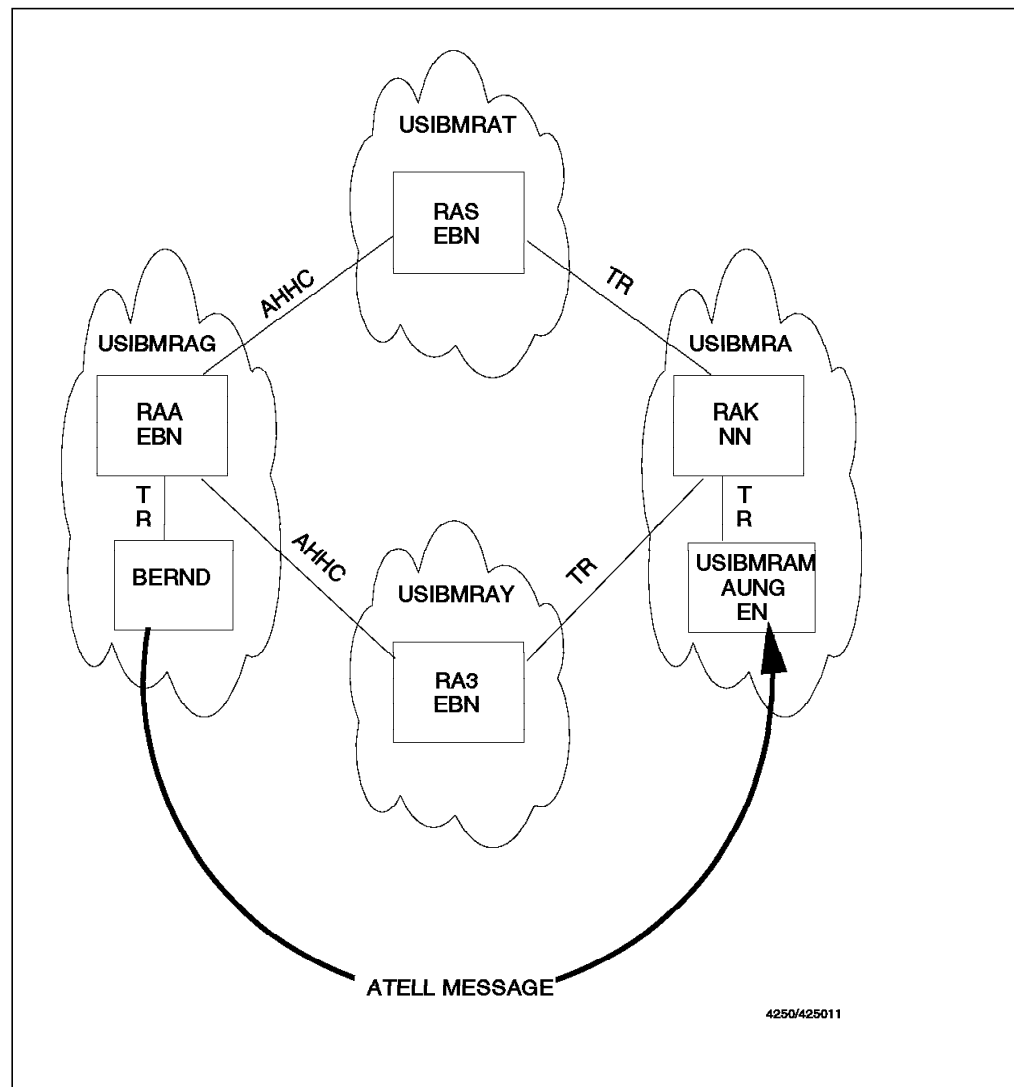 USIBMRAT
RAS
EBN
AHHC
TR
USIBMRAG
USIBMRA
RAA
EBN
RAK
NN
T
R
T
R
AHHC
TR
BERND
USIBMRAY
USIBMRAM
AUNG
EN
RA3
EBN
ATELL MESSAGE
4250/425011